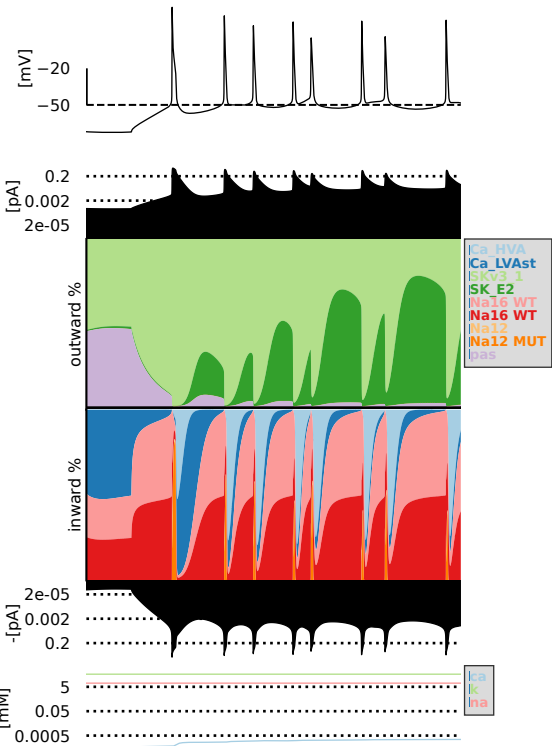 [mV]
−20
−50
[pA]
0.2
0.002
2e-05
outward %
Ca_HVA
Ca_LVAst
SKv3_1
SK_E2
Na16 WT
Na16 WT
Na12
Na12 MUT
pas
inward %
-[pA]
2e-05
0.002
0.2
[mM]
5
0.05
0.0005
ca
k
na